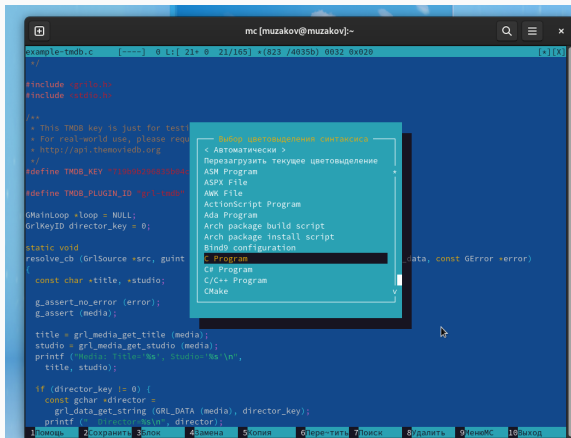 mc [muzakov@muzakov]:~
example-tmdb.c [----] 0 L:[ 21+ 0 21/165] *(823 /4035b) 0032 0x020 [*][X]
*/
#include
#include
/**
* This TMDB key is just for testi
* For real-world use, please requ
* http://api.themoviedb.org
*/
#define TMDB_KEY
#define TMDB_PLUGIN_ID "grl-tmdb"
GMainLoop *loop = NULL;
GrlKeyID director_key = 0;
static void
resolve_cb (GrlSource *src, guint _data, const GError *error)
{
const char *title, *studio;
g_assert_no_error (error);
g_assert (media);
title = grl_media_get_title (media);
studio = grl_media_get_studio (media);
printf ("Media: Title='%s', Studio='%s'\n",
title, studio);
if (director_key != 0) {
const gchar *director =
grl_data_get_string (GRL_DATA (media), director_key);
printf (" Director=%s\n", director);
Выбор цветовыделения синтаксиса
< Автоматически >
Перезагрузить текущее цветовыделение
ASM Program
ASPX File
AWK File
ActionScript Program
Ada Program
Arch package build script
Arch package install script
Bind9 configuration
C Program
C# Program
C/C++ Program
CMake
1Помощь 2Сохранить 3Блок 4Замена 5Копия 6Пере~тить 7Поиск 8Удалить 9МенюMC 10Выход